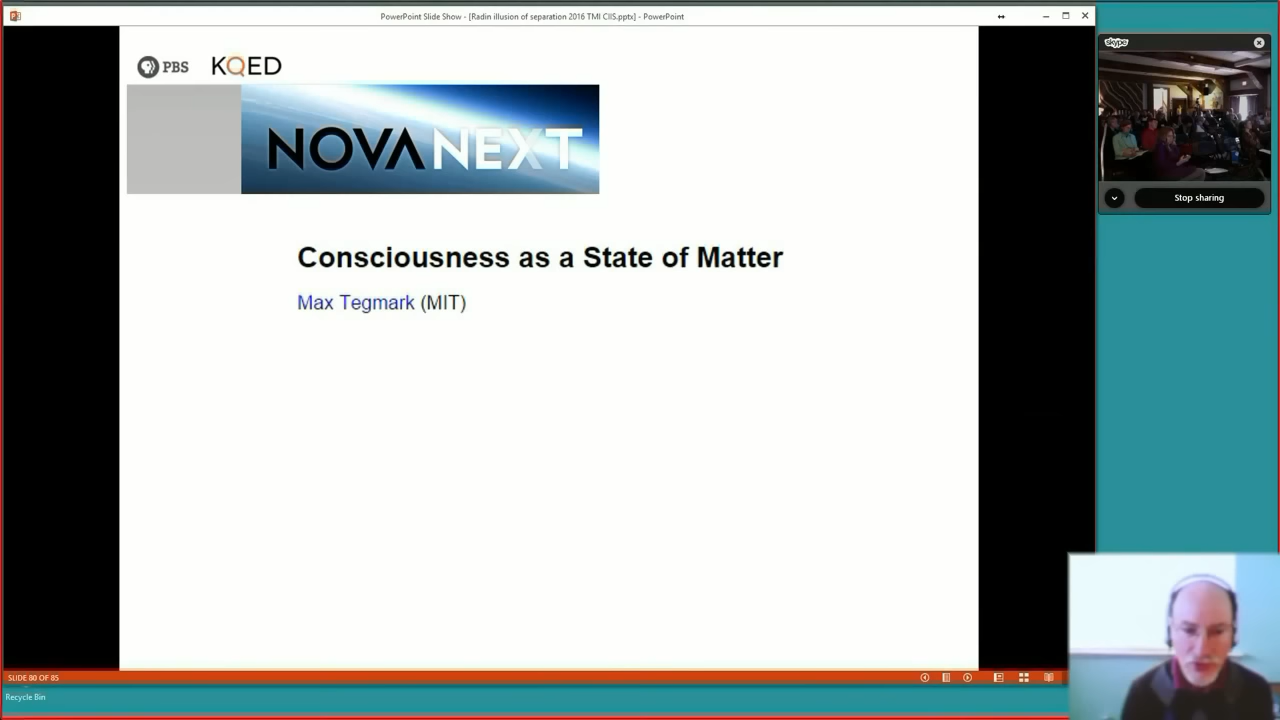 PowerPoint Slide Show - [Radin illusion of separation 2016 TMI CIIS.pptx] - PowerPoint
skype
PBS KQED
NOVA NEXT
Stop sharing
Consciousness as a State of Matter
Max Tegmark (MIT)
SLIDE 80 OF 85
Recycle Bin